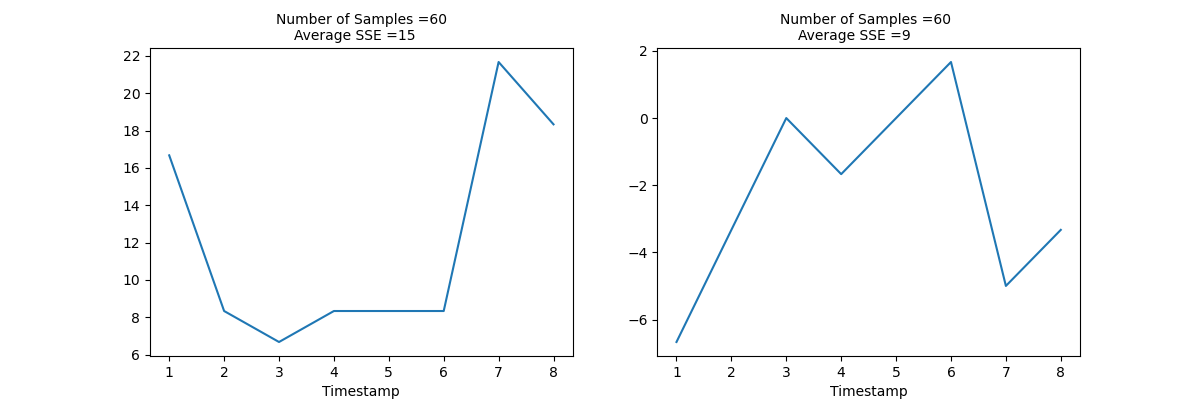 Number of Samples =60
Average SSE =15
22
20
18
16
14
12
10
8
6
1 2 3 4 5 6 7 8
Timestamp
Number of Samples =60
Average SSE =9
2
0
−2
−4
−6
1 2 3 4 5 6 7 8
Timestamp